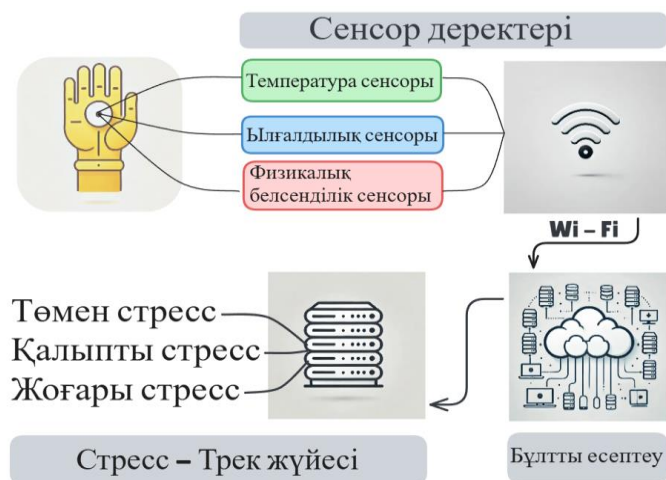 Сенсор деректері
Температура сенсоры
Ылғалдылық сенсоры
Физикалық
белсенділік сенсоры
Wi – Fi
Төмен стресс
Қалыпты стресс
Жоғары стресс
Стресс – Трек жүйесі
Бұлтты есептеу